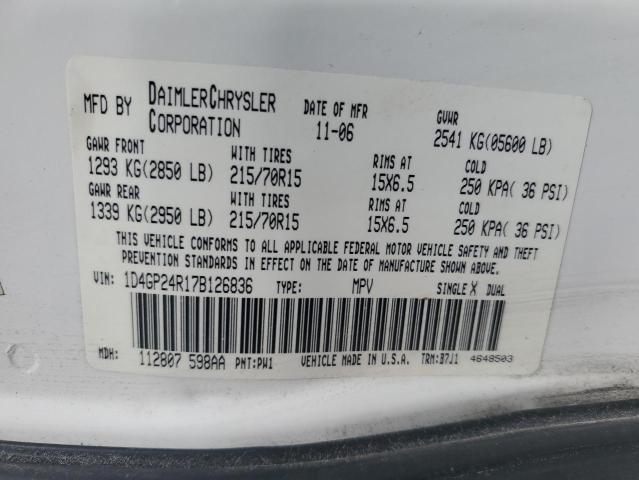 MFD BY DAIMLERCHRYSLER CORPORATION DATE OF MFR 11-06 GVWR 2541 KG(05600 LB)
GAWR FRONT WITH TIRES RIMS AT COLD
1293 KG(2850 LB) 215/70R15 15X6.5 250 KPA( 36 PSI)
GAWR REAR WITH TIRES RIMS AT COLD
1339 KG(2950 LB) 215/70R15 15X6.5 250 KPA( 36 PSI)
THIS VEHICLE CONFORMS TO ALL APPLICABLE FEDERAL MOTOR VEHICLE SAFETY AND THEFT
PREVENTION STANDARDS IN EFFECT ON THE DATE OF MANUFACTURE SHOWN ABOVE.
VIN: 1D4GP24R17B126836 TYPE: MPV SINGLE X DUAL
MDH: 112807 598AA PNT:PW1 VEHICLE MADE IN U.S.A. TRM:B7J1 4648503